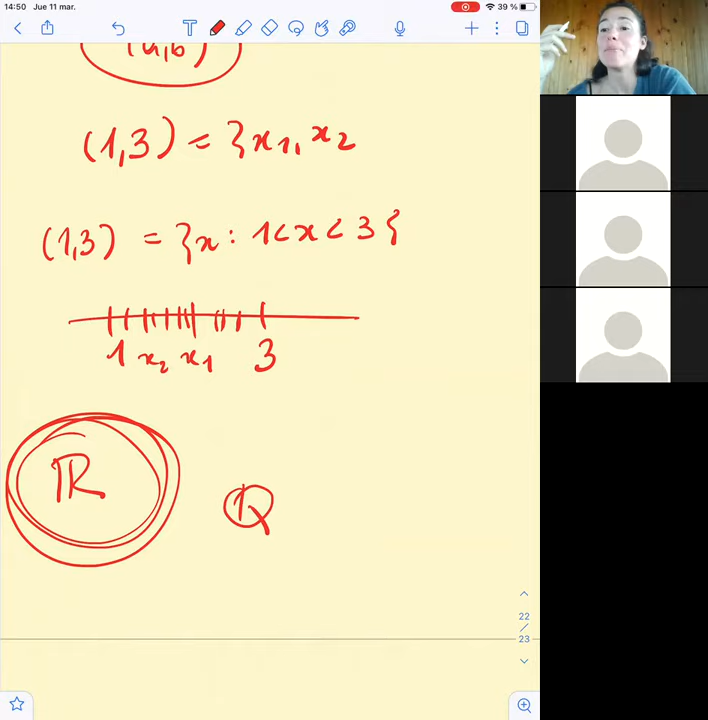 14:50 Jue 11 mar.
39 %
T
(a,b)
(1,3) = }x1, x2
(1,3) = }x : 1<x<3{
1 x2 x1 3
ℝ
ℚ
22
/
23